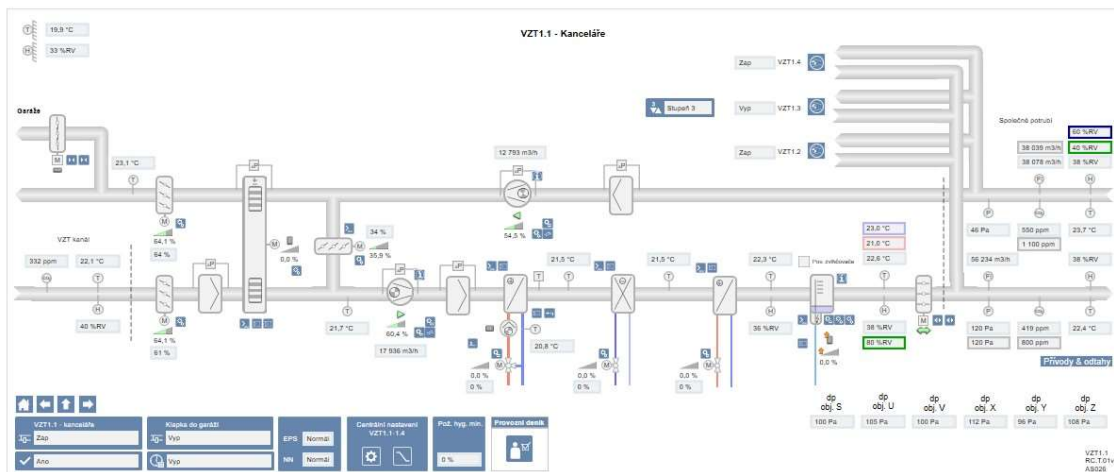 VZT1.1 - Kanceláře
T 19,9 °C
H 33 %RV
Zap VZT1.4
Stupeň 3
Vyp VZT1.3
Zap VZT1.2
Garáže
Společné potrubí
60 %RV
38 039 m3/h 40 %RV
38 078 m3/h 38 %RV
23,1 °C
12 793 m3/h
54,5 %
64,1 %
64 %
0,0 %
34 %
35,9 %
46 Pa 550 ppm 23,7 °C
1 100 ppm
VZT kanál
332 ppm 22,1 °C
40 %RV
64,1 %
61 %
21,7 °C
60,4 %
17 936 m3/h
21,5 °C
20,8 °C
21,5 °C
22,3 °C
36 %RV
23,0 °C
21,0 °C
22,6 °C
38 %RV
80 %RV
0,0 %
56 234 m3/h 38 %RV
120 Pa 419 ppm 22,4 °C
120 Pa 800 ppm
0,0 %
0 %
0,0 %
0 %
0,0 %
0 %
Přívody & odtahy
dp obj. S dp obj. U dp obj. V dp obj. X dp obj. Y dp obj. Z
100 Pa 105 Pa 100 Pa 112 Pa 96 Pa 108 Pa
VZT1.1 - kanceláře
Zap
Ano
Klapka do garáží
Vyp
Vyp
EPS Normál
NN Normál
Centrální nastavení
VZT1.1-1.4
Pož. hyg. min.
0 %
Provozní deník
VZT1.1
AS026